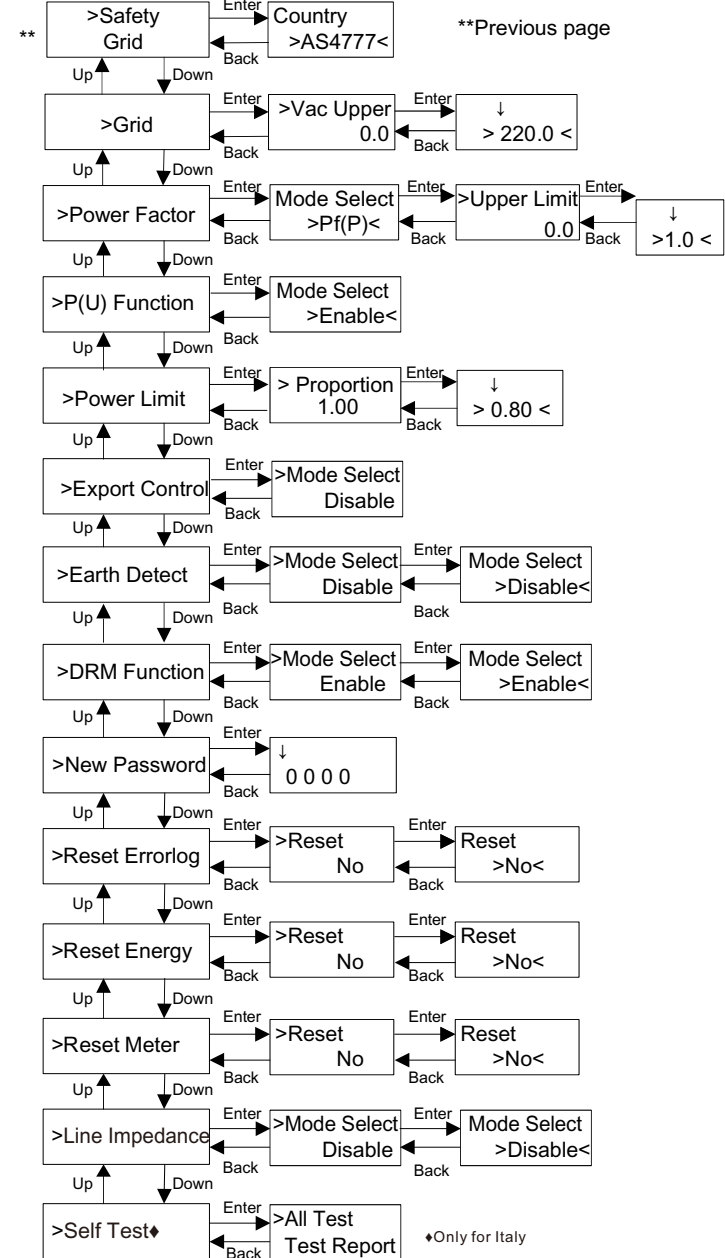 Enter
>Safety
Grid
Country
>AS4777<
**
**Previous page
Back
Up
Down
Enter
>Grid
>Vac Upper
0.0
Enter
↓
> 220.0 <
Back
Back
Up
Down
Enter
>Power Factor
Mode Select
>Pf(P)<
Enter
>Upper Limit
0.0
Enter
↓
>1.0 <
Back
Back
Back
Up
Down
Enter
>P(U) Function
Mode Select
>Enable<
Back
Up
Down
Enter
>Power Limit
> Proportion
1.00
Enter
↓
> 0.80 <
Back
Back
Up
Down
Enter
>Export Control
>Mode Select
Disable
Back
Up
Down
Enter
>Earth Detect
>Mode Select
Disable
Enter
Mode Select
>Disable<
Back
Back
Up
Down
Enter
>DRM Function
>Mode Select
Enable
Enter
Mode Select
>Enable<
Back
Back
Up
Down
Enter
>New Password
↓
0 0 0 0
Back
Up
Down
Enter
>Reset Errorlog
>Reset
No
Enter
Reset
>No<
Back
Back
Up
Down
Enter
>Reset Energy
>Reset
No
Enter
Reset
>No<
Back
Back
Up
Down
Enter
>Reset Meter
>Reset
No
Enter
Reset
>No<
Back
Back
Up
Down
Enter
>Line Impedance
>Mode Select
Disable
Enter
Mode Select
>Disable<
Back
Back
Up
Down
Enter
>Self Test♦
>All Test
Test Report
♦Only for Italy
Back